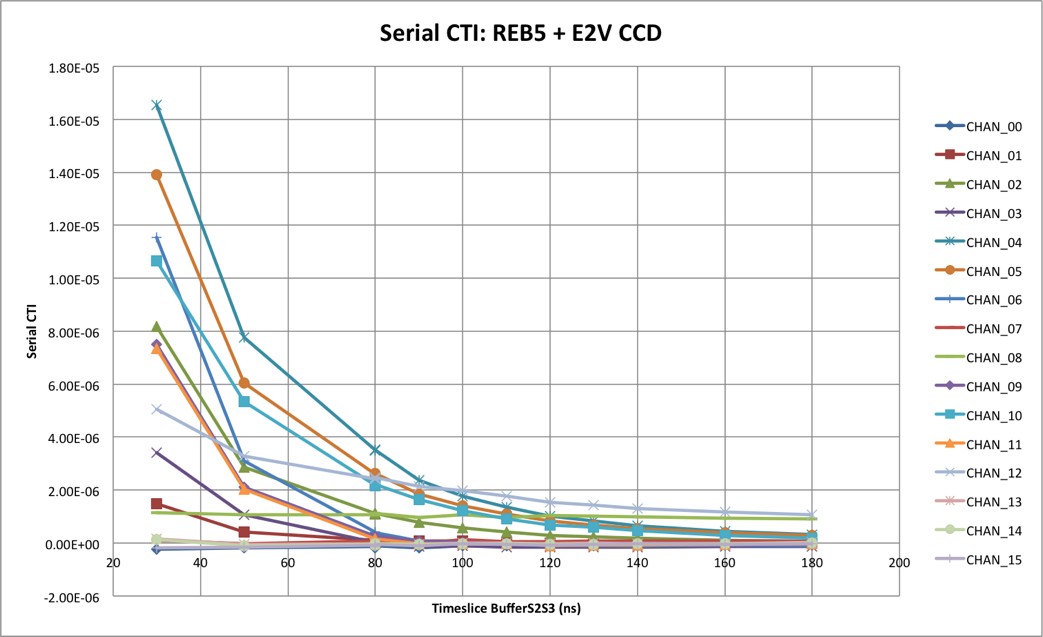 Serial CTI: REB5 + E2V CCD
1.80E-05
1.60E-05
1.40E-05
1.20E-05
1.00E-05
8.00E-06
6.00E-06
4.00E-06
2.00E-06
0.00E+00
-2.00E-06
Serial CTI
20
40
60
80
100
120
140
160
180
200
Timeslice BufferS2S3 (ns)
CHAN_00
CHAN_01
CHAN_02
CHAN_03
CHAN_04
CHAN_05
CHAN_06
CHAN_07
CHAN_08
CHAN_09
CHAN_10
CHAN_11
CHAN_12
CHAN_13
CHAN_14
CHAN_15